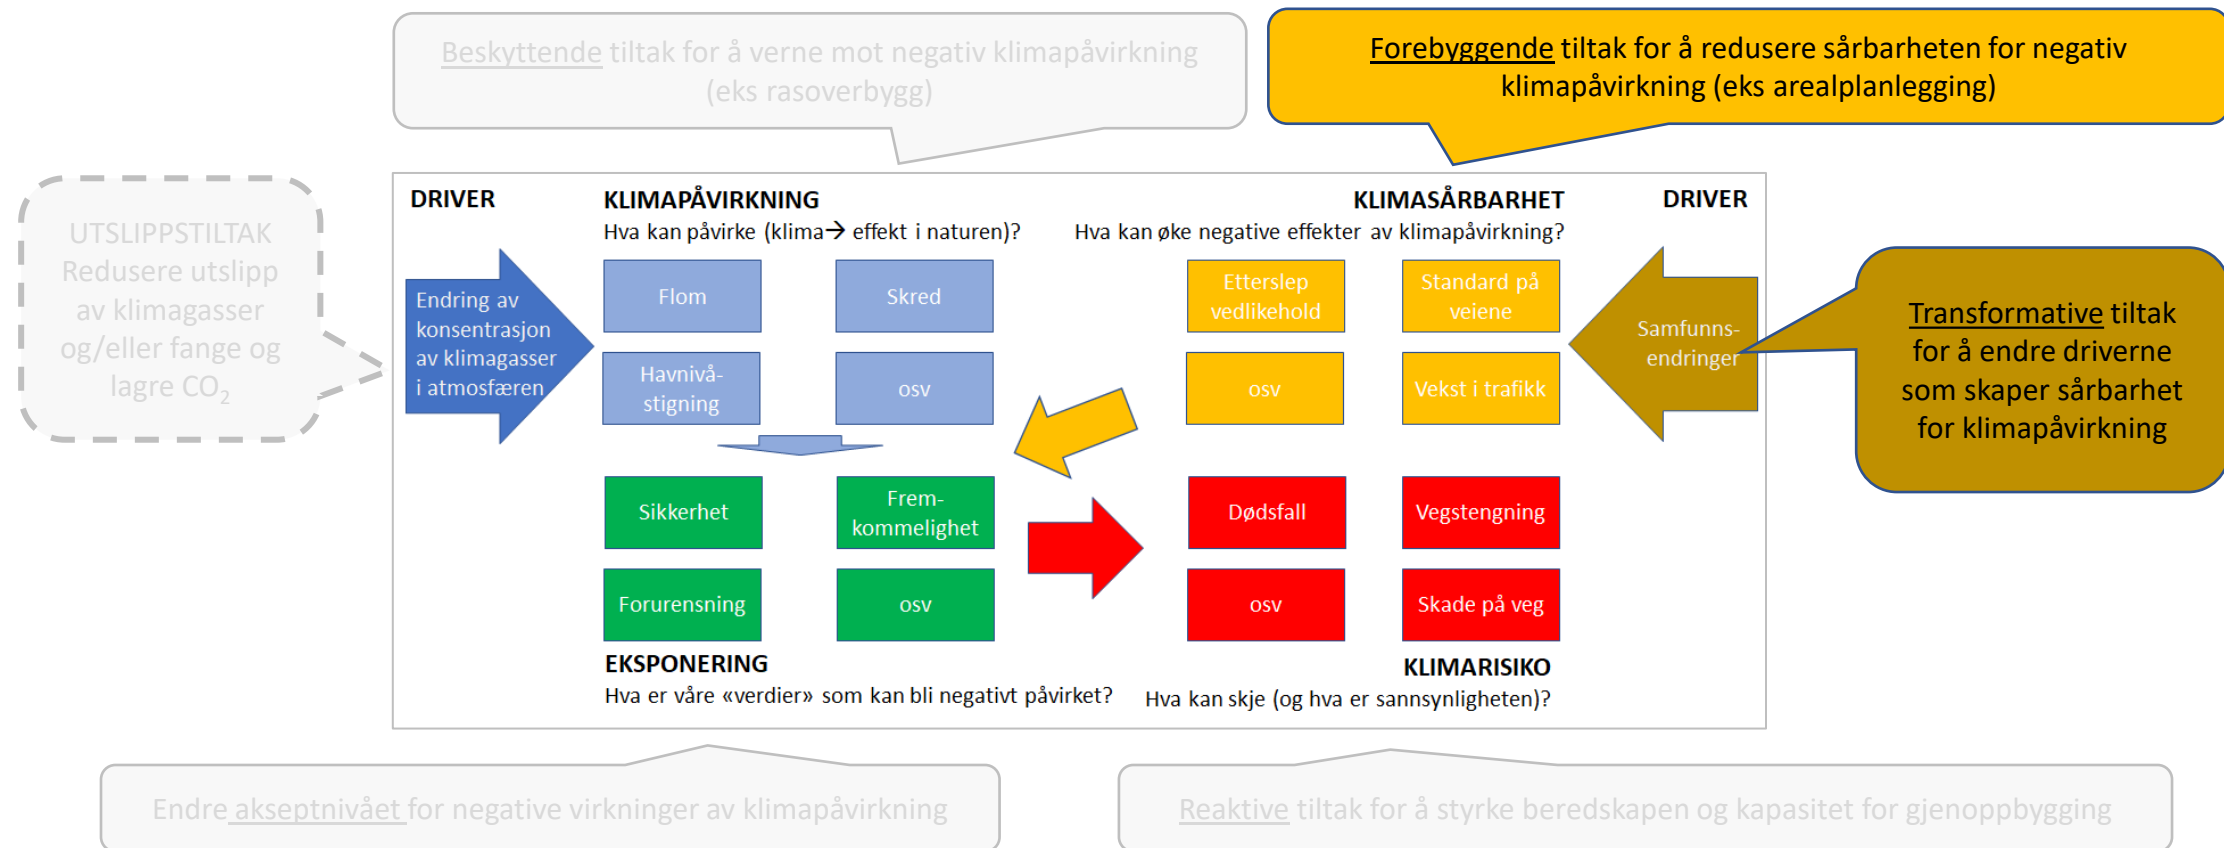 Beskyttende tiltak for å verne mot negativ klimapåvirkning
(eks rasoverbygg)
Forebyggende tiltak for å redusere sårbarheten for negativ
klimapåvirkning (eks arealplanlegging)
UTSLIPPSTILTAK
Redusere utslipp
av klimagasser
og/eller fange og
lagre CO₂
DRIVER
KLIMAPÅVIRKNING
Hva kan påvirke (klima→ effekt i naturen)?
KLIMASÅRBARHET
Hva kan øke negative effekter av klimapåvirkning?
DRIVER
Endring av
konsentrasjon
av klimagasser
i atmosfæren
Flom
Skred
Havnivå-
stigning
osv
Etterslep
vedlikehold
Standard på
veiene
osv
Vekst i trafikk
Samfunns-
endringer
Transformative tiltak
for å endre driverne
som skaper sårbarhet
for klimapåvirkning
Sikkerhet
Frem-
kommelighet
Forurensning
osv
Dødsfall
Vegstengning
osv
Skade på veg
EKSPONERING
Hva er våre «verdier» som kan bli negativt påvirket?
KLIMARISIKO
Hva kan skje (og hva er sannsynligheten)?
Endre akseptnivået for negative virkninger av klimapåvirkning
Reaktive tiltak for å styrke beredskapen og kapasitet for gjenoppbygging